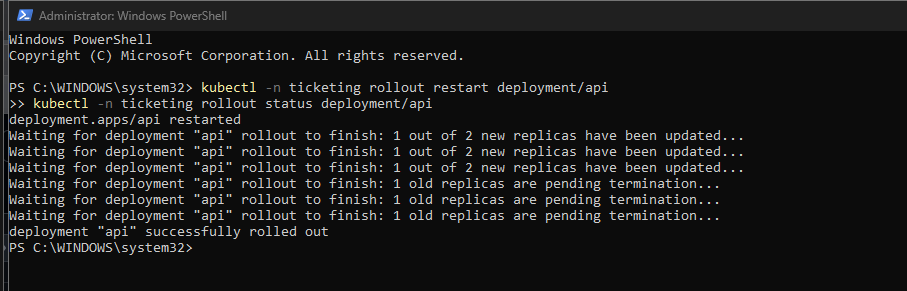 Administrator: Windows PowerShell
Windows PowerShell
Copyright (C) Microsoft Corporation. All rights reserved.
PS C:\WINDOWS\system32> kubectl -n ticketing rollout restart deployment/api
>> kubectl -n ticketing rollout status deployment/api
deployment.apps/api restarted
Waiting for deployment "api" rollout to finish: 1 out of 2 new replicas have been updated...
Waiting for deployment "api" rollout to finish: 1 out of 2 new replicas have been updated...
Waiting for deployment "api" rollout to finish: 1 out of 2 new replicas have been updated...
Waiting for deployment "api" rollout to finish: 1 old replicas are pending termination...
Waiting for deployment "api" rollout to finish: 1 old replicas are pending termination...
Waiting for deployment "api" rollout to finish: 1 old replicas are pending termination...
deployment "api" successfully rolled out
PS C:\WINDOWS\system32>